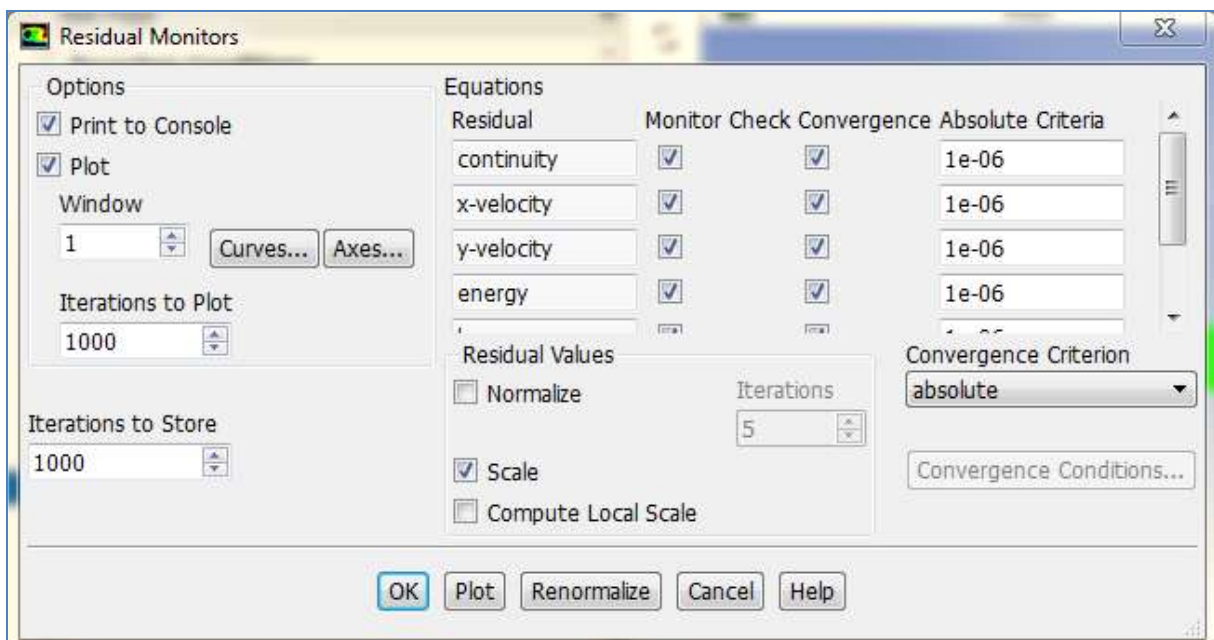 Residual Monitors
Options
Print to Console
Plot
Window
1
Curves...
Axes...
Iterations to Plot
1000
Iterations to Store
1000
Equations
Residual Monitor Check Convergence Absolute Criteria
continuity 1e-06
x-velocity 1e-06
y-velocity 1e-06
energy 1e-06
Residual Values
Normalize
Iterations
5
Scale
Compute Local Scale
Convergence Criterion
absolute
Convergence Conditions...
OK Plot Renormalize Cancel Help